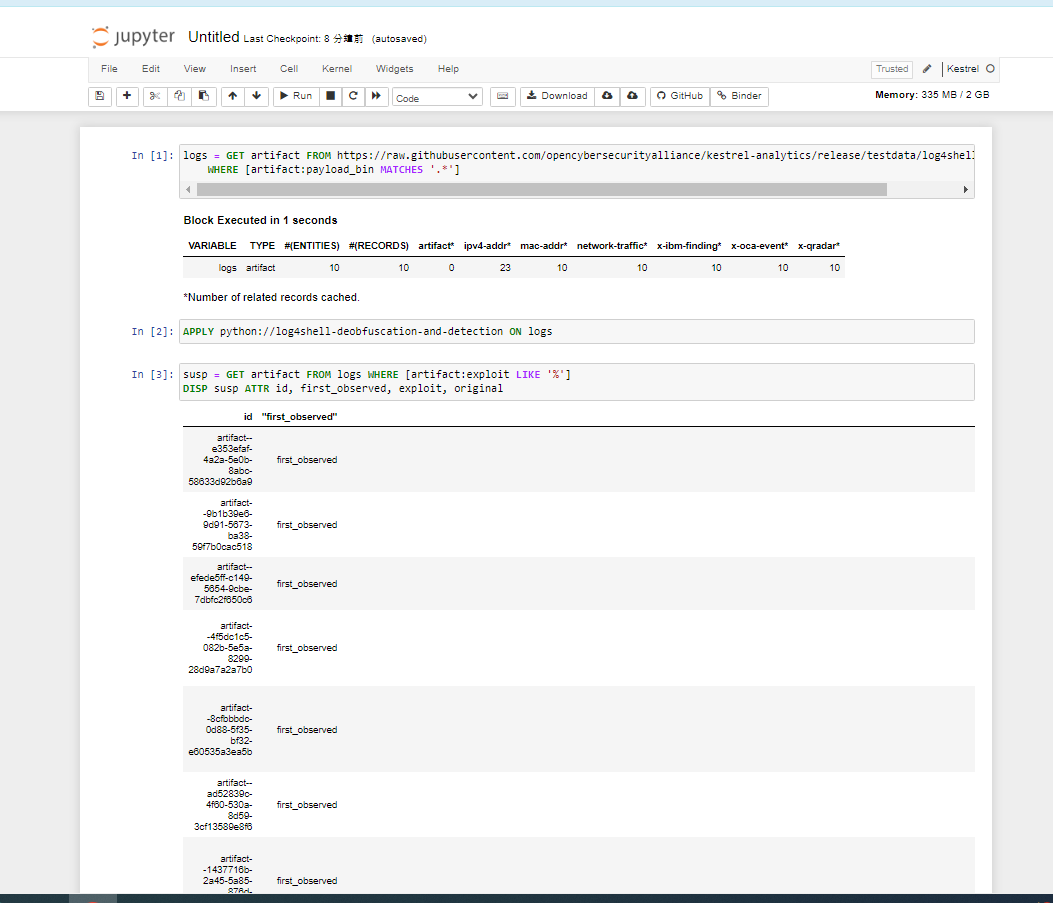 jupyter Untitled Last Checkpoint: 8 分鐘前 (autosaved)
File Edit View Insert Cell Kernel Widgets Help Trusted Kestrel
Run Code Download GitHub Binder Memory: 335 MB / 2 GB
In [1]: logs = GET artifact FROM https://raw.githubusercontent.com/opencybersecurityalliance/kestrel-analytics/release/testdata/log4shell
WHERE [artifact:payload_bin MATCHES '.*']
Block Executed in 1 seconds
VARIABLE TYPE #(ENTITIES) #(RECORDS) artifact* ipv4-addr* mac-addr* network-traffic* x-ibm-finding* x-oca-event* x-qradar*
logs artifact 10 10 0 23 10 10 10 10 10
*Number of related records cached.
In [2]: APPLY python://log4shell-deobfuscation-and-detection ON logs
In [3]: susp = GET artifact FROM logs WHERE [artifact:exploit LIKE '%']
DISP susp ATTR id, first_observed, exploit, original
id "first_observed"
artifact--
e353efaf-
4a2a-5e0b-
8abc-
58633d92b6a9
first_observed
artifact-
-9b1b39e6-
9d91-5673-
ba38-
59f7b0cac518
first_observed
artifact--
efede5ff-c149-
5654-9cbe-
7dbfc2f650c6
first_observed
artifact-
-4f5dc1c5-
082b-5e5a-
8299-
28d9a7a2a7b0
first_observed
artifact-
-8cfbbbdc-
0d88-5f35-
bf32-
e60535a3ea5b
first_observed
artifact--
ad52839c-
4f60-530a-
8d59-
3cf13589e8f6
first_observed
artifact-
-1437716b-
2a45-5a85-
876d-
first_observed